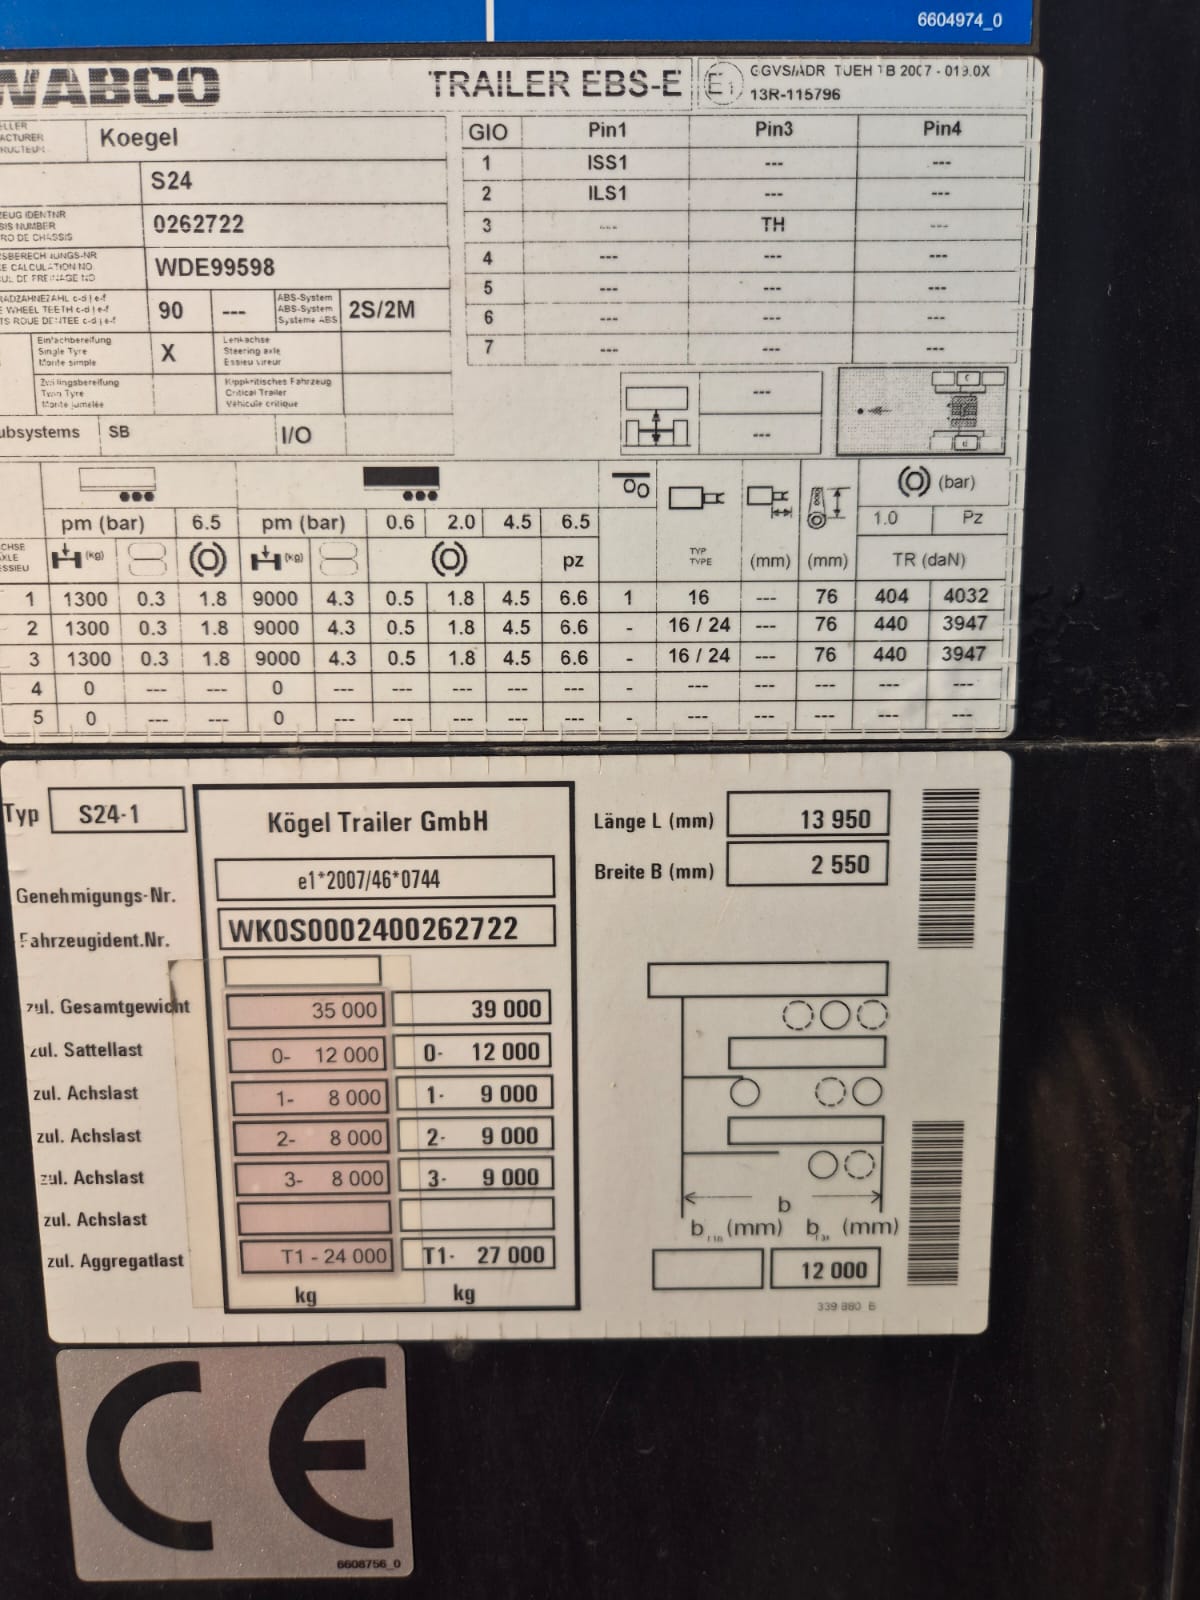 6604974_0
WABCO TRAILER EBS-E E1 GGVS/ADR TUEH TB 2007 - 019.0X
13R-115796
Koegel
S24
0262722
WDE99598
90 --- ABS-System
ABS-System
Systeme ABS 2S/2M
Einfachbereifung
Single Tyre
Monte simple X Lenkachse
Steering axle
Essieu vireur
Zwillingsbereifung
Twin Tyre
Monte jumelée Kippkritisches Fahrzeug
Critical Trailer
Véhicule critique
SB I/O
GIO Pin1 Pin3 Pin4
1 ISS1 --- ---
2 ILS1 --- ---
3 --- TH ---
4 --- --- ---
5 --- --- ---
6 --- --- ---
7 --- --- ---
---
---
c
d
pm (bar) 6.5 pm (bar) 0.6 2.0 4.5 6.5 (bar)
1.0 Pz
(kg) (kg) pz TYP
TYPE (mm) (mm) TR (daN)
1 1300 0.3 1.8 9000 4.3 0.5 1.8 4.5 6.6 1 16 --- 76 404 4032
2 1300 0.3 1.8 9000 4.3 0.5 1.8 4.5 6.6 - 16 / 24 --- 76 440 3947
3 1300 0.3 1.8 9000 4.3 0.5 1.8 4.5 6.6 - 16 / 24 --- 76 440 3947
4 0 --- --- 0 --- --- --- --- --- - --- --- --- --- ---
5 0 --- --- 0 --- --- --- --- --- - --- --- --- --- ---
Typ S24-1
Kögel Trailer GmbH
Genehmigungs-Nr. e1*2007/46*0744
Fahrzeugident.Nr. WK0S0002400262722
zul. Gesamtgewicht 35 000 39 000
zul. Sattellast 0- 12 000 0- 12 000
zul. Achslast 1- 8 000 1- 9 000
zul. Achslast 2- 8 000 2- 9 000
zul. Achslast 3- 8 000 3- 9 000
zul. Achslast
zul. Aggregatlast T1 - 24 000 T1- 27 000
kg kg
Länge L (mm) 13 950
Breite B (mm) 2 550
b
b (mm) b (mm)
12 000
339 880 B
CE
6608756_0